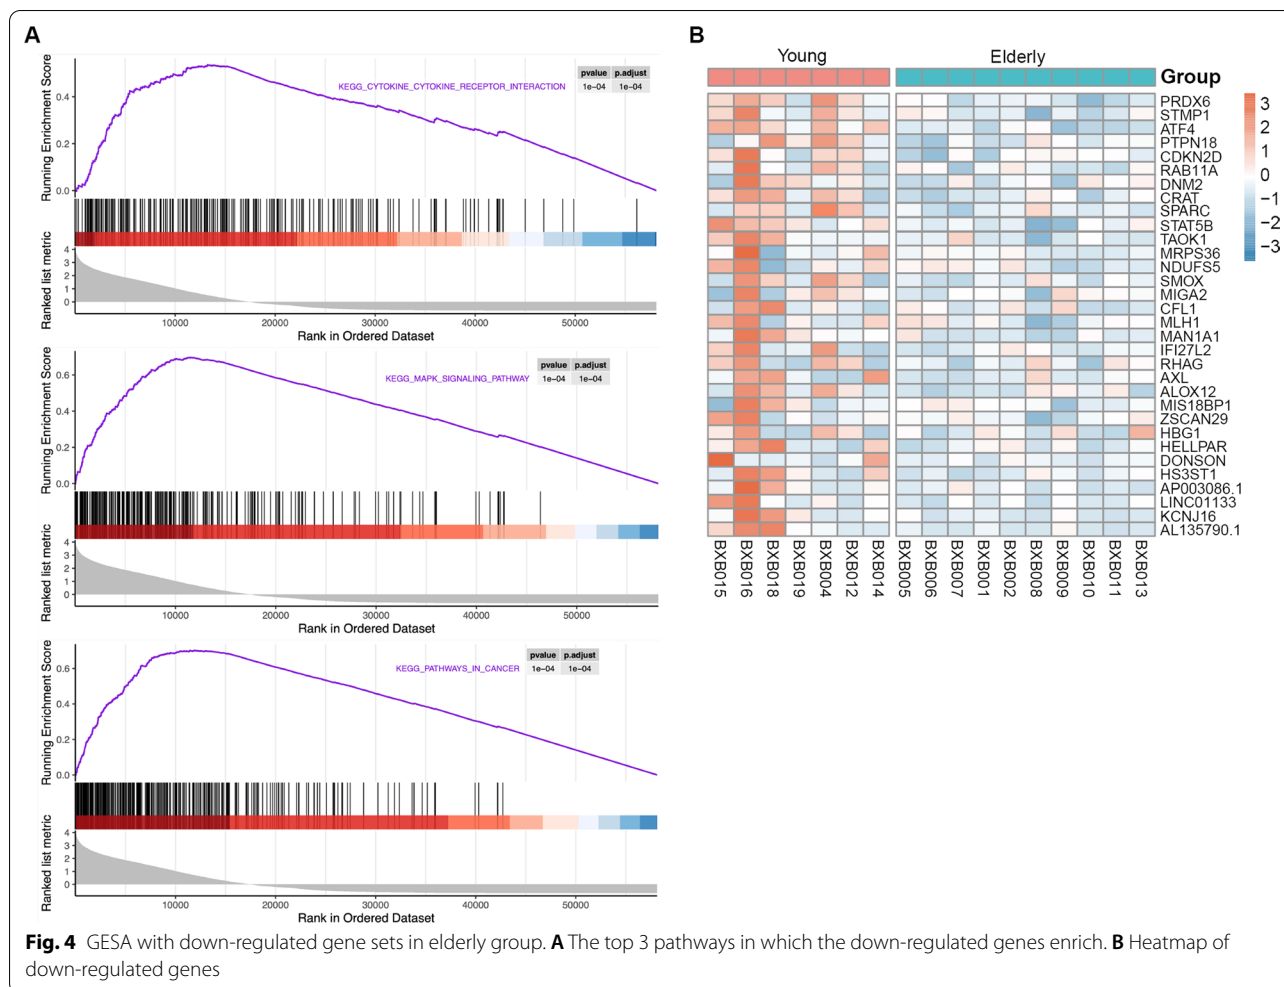 A
Running Enrichment Score
0.4
0.2
0.0
KEGG_CYTOKINE_CYTOKINE_RECEPTOR_INTERACTION
pvalue p.adjust
1e−04 1e−04
Ranked list metric
4
3
2
1
0
10000 20000 30000 40000 50000
Rank in Ordered Dataset
Running Enrichment Score
0.6
0.4
0.2
0.0
KEGG_MAPK_SIGNALING_PATHWAY
pvalue p.adjust
1e−04 1e−04
Ranked list metric
4
3
2
1
0
10000 20000 30000 40000 50000
Rank in Ordered Dataset
Running Enrichment Score
0.6
0.4
0.2
0.0
KEGG_PATHWAYS_IN_CANCER
pvalue p.adjust
1e−04 1e−04
Ranked list metric
4
3
2
1
0
10000 20000 30000 40000 50000
Rank in Ordered Dataset
B
Young Elderly
Group
PRDX6
STMP1
ATF4
PTPN18
CDKN2D
RAB11A
DNM2
CRAT
SPARC
STAT5B
TAOK1
MRPS36
NDUFS5
SMOX
MIGA2
CFL1
MLH1
MAN1A1
IFI27L2
RHAG
AXL
ALOX12
MIS18BP1
ZSCAN29
HBG1
HELLPAR
DONSON
HS3ST1
AP003086.1
LINC01133
KCNJ16
AL135790.1
3
2
1
0
−1
−2
−3
BXB015 BXB016 BXB018 BXB019 BXB004 BXB012 BXB014 BXB005 BXB006 BXB007 BXB001 BXB002 BXB008 BXB009 BXB010 BXB011 BXB013
Fig. 4 GESA with down-regulated gene sets in elderly group. A The top 3 pathways in which the down-regulated genes enrich. B Heatmap of
down-regulated genes